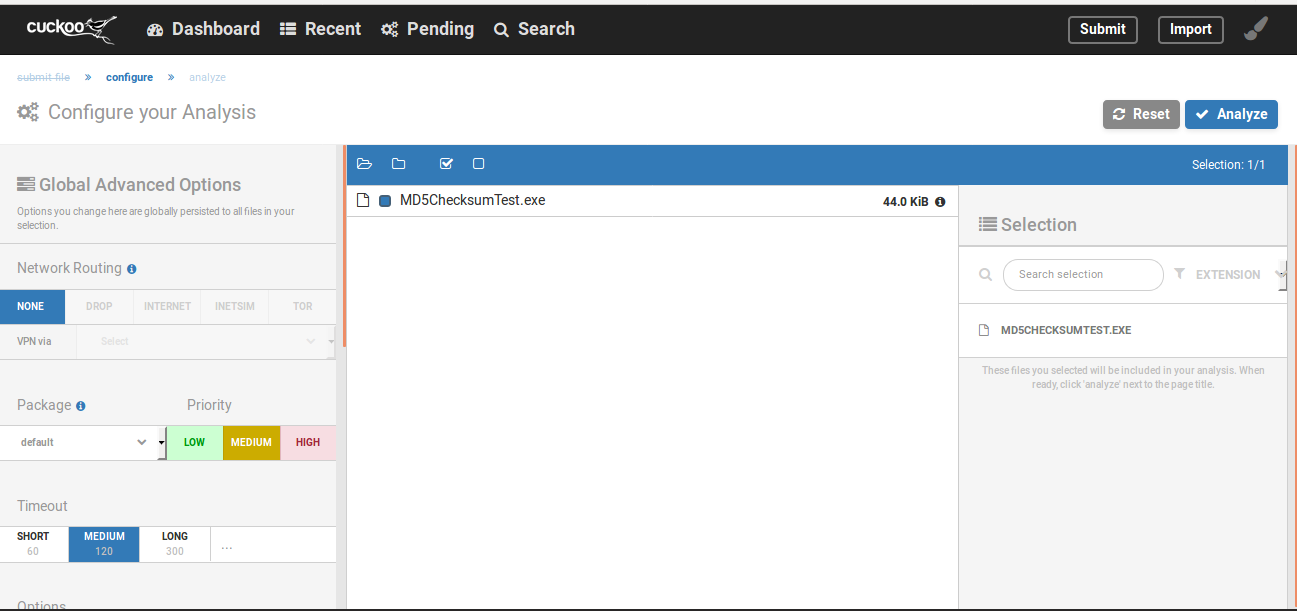 cuckoo Dashboard Recent Pending Search Submit Import
submit file » configure » analyze
Configure your Analysis
Reset Analyze
Global Advanced Options
Options you change here are globally persisted to all files in your
selection.
Network Routing
NONE DROP INTERNET INETSIM TOR
VPN via Select
Package Priority
default LOW MEDIUM HIGH
Timeout
SHORT MEDIUM LONG ...
60 120 300
Options
Selection: 1/1
MD5ChecksumTest.exe 44.0 KiB
Selection
Search selection EXTENSION
MD5CHECKSUMTEST.EXE
These files you selected will be included in your analysis. When
ready, click 'analyze' next to the page title.